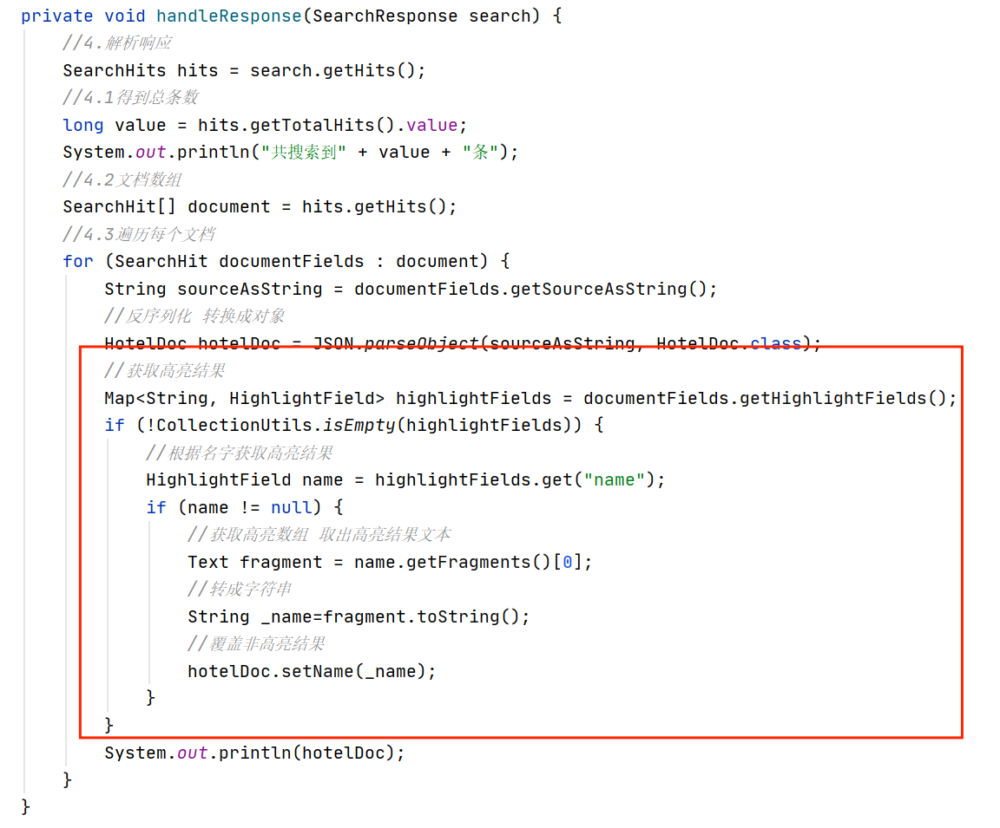 private void handleResponse(SearchResponse search) {
//4.解析响应
SearchHits hits = search.getHits();
//4.1得到总条数
long value = hits.getTotalHits().value;
System.out.println("共搜索到" + value + "条");
//4.2文档数组
SearchHit[] document = hits.getHits();
//4.3遍历每个文档
for (SearchHit documentFields : document) {
String sourceAsString = documentFields.getSourceAsString();
//反序列化 转换成对象
HotelDoc hotelDoc = JSON.parseObject(sourceAsString, HotelDoc.class);
//获取高亮结果
Map<String, HighlightField> highlightFields = documentFields.getHighlightFields();
if (!CollectionUtils.isEmpty(highlightFields)) {
//根据名字获取高亮结果
HighlightField name = highlightFields.get("name");
if (name != null) {
//获取高亮数组 取出高亮结果文本
Text fragment = name.getFragments()[0];
//转成字符串
String _name=fragment.toString();
//覆盖非高亮结果
hotelDoc.setName(_name);
}
}
System.out.println(hotelDoc);
}
}